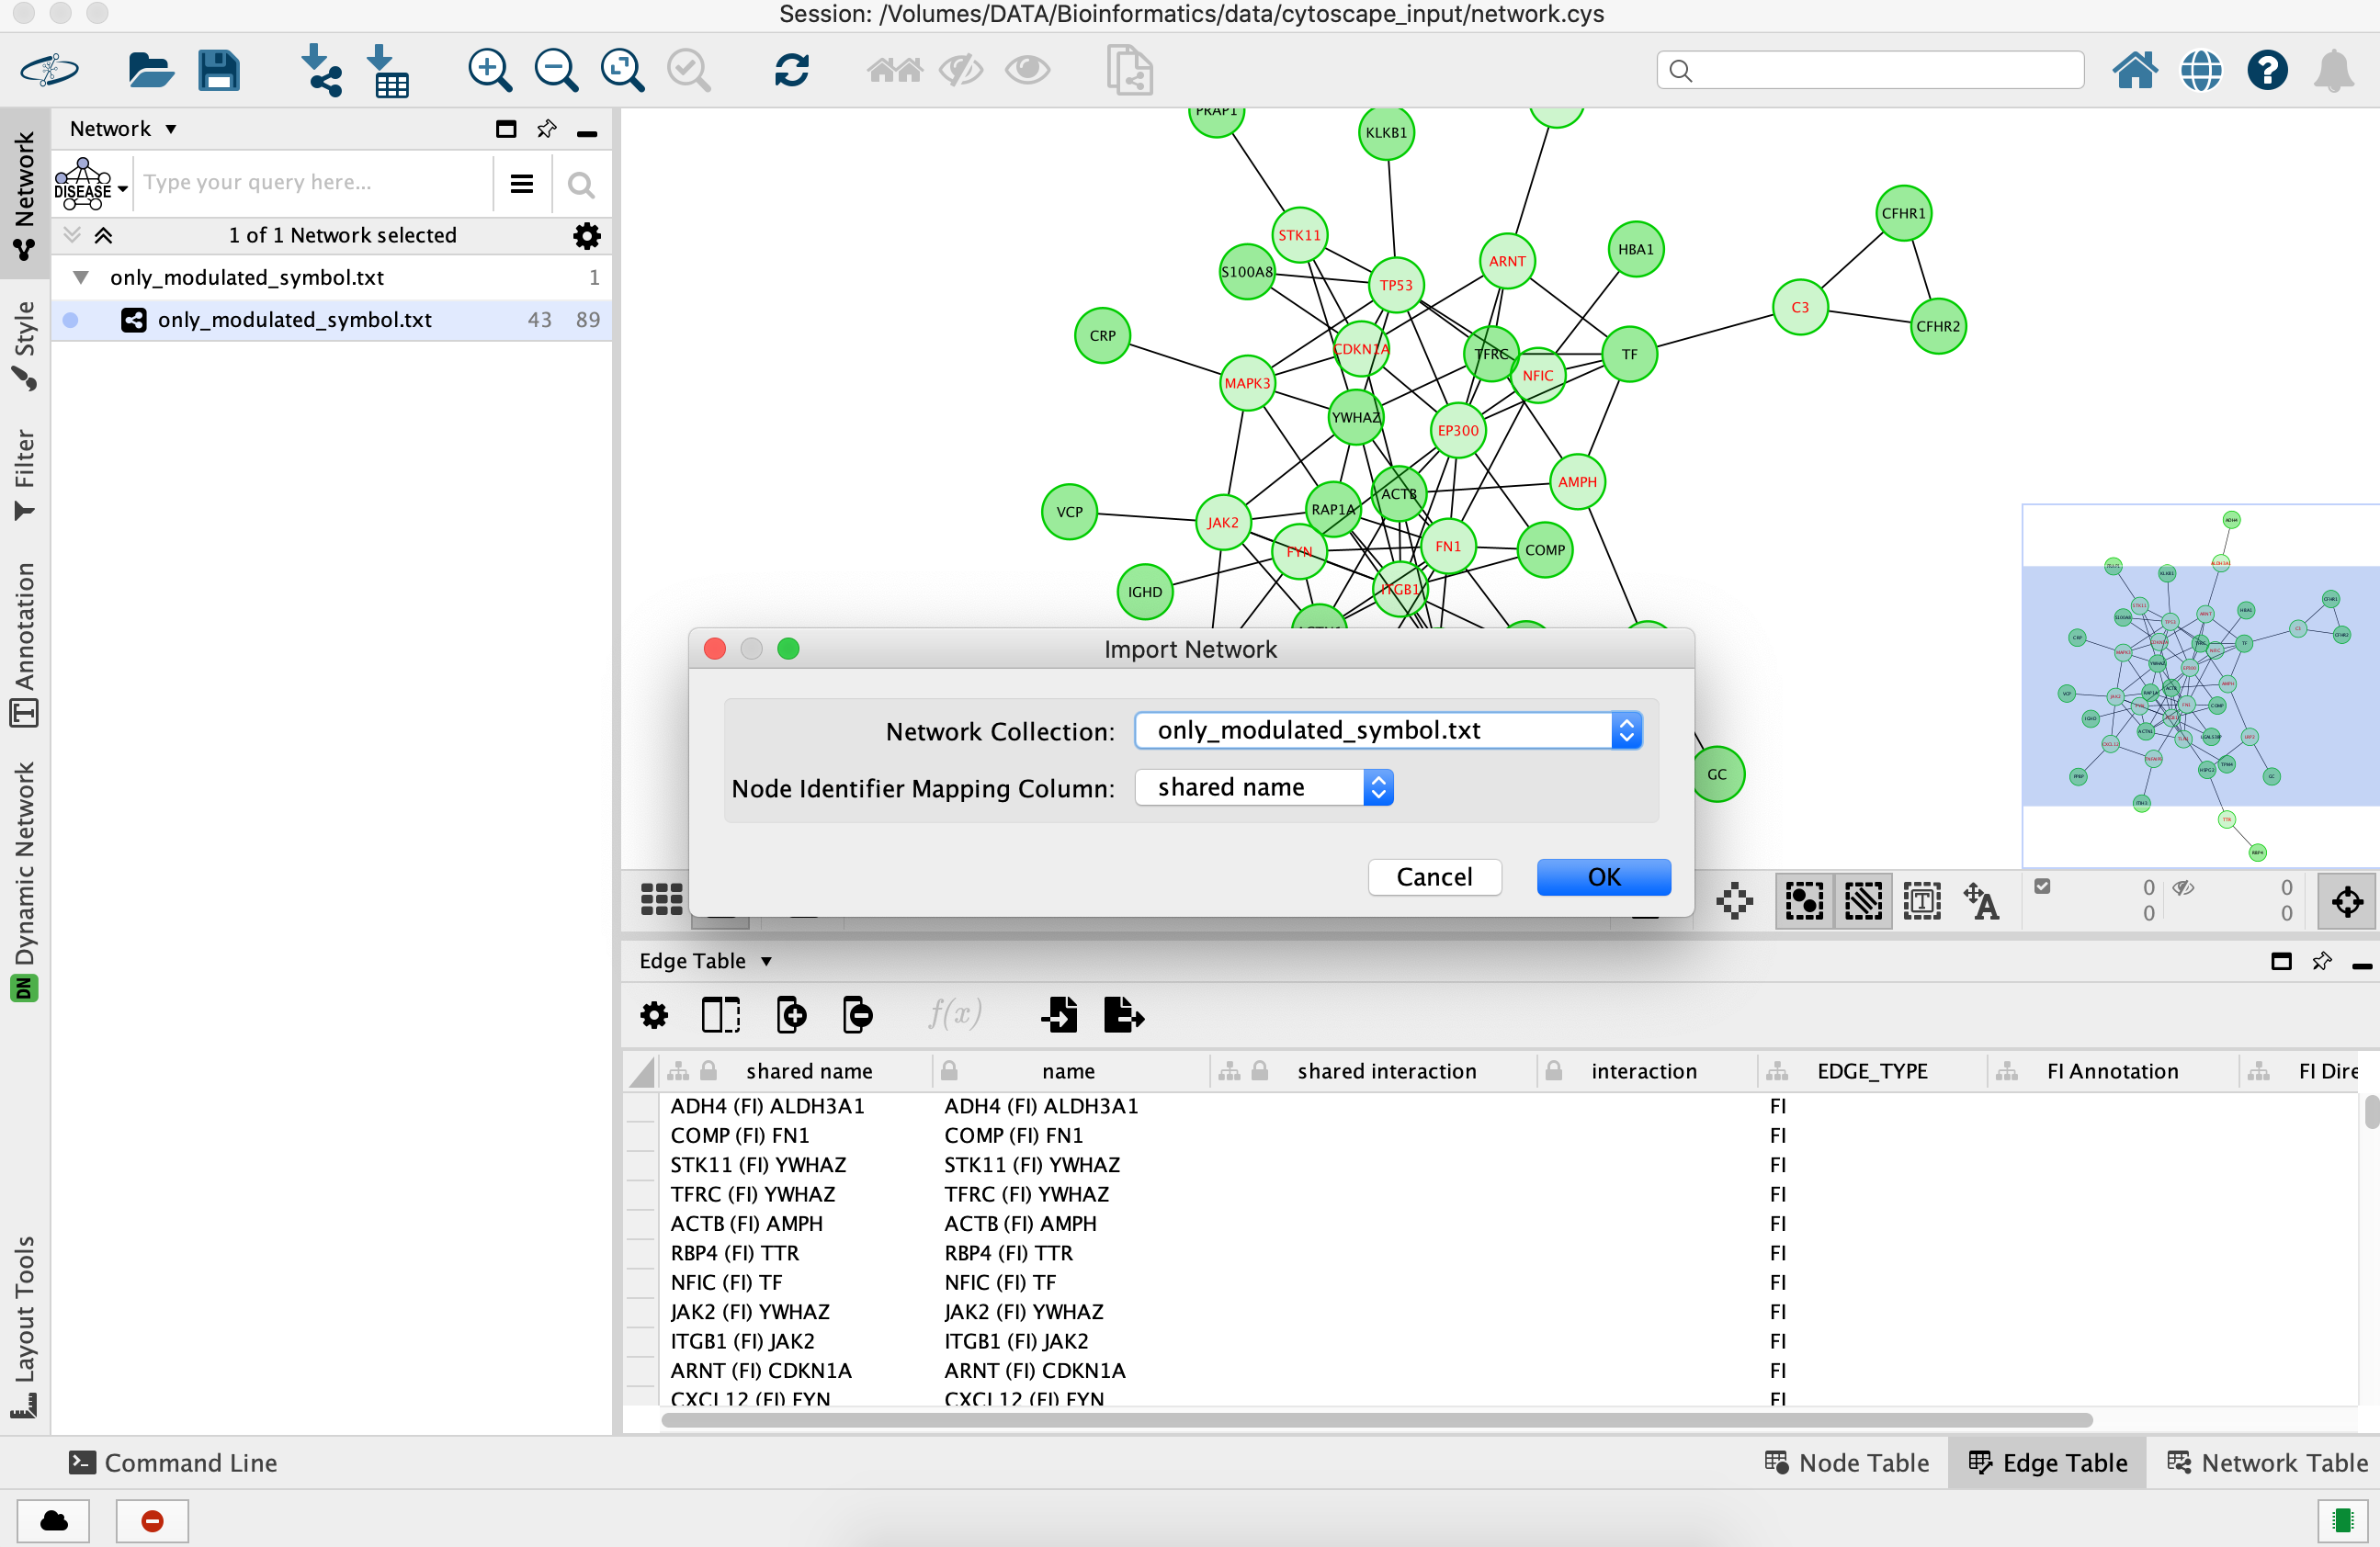 Session: /Volumes/DATA/Bioinformatics/data/cytoscape_input/network.cys
Network
Type your query here...
DISEASE
1 of 1 Network selected
only_modulated_symbol.txt 1
only_modulated_symbol.txt 43 89
Network
Style
Filter
Annotation
Dynamic Network
DN
Layout Tools
PRAP1
KLKB1
CFHR1
STK11
HBA1
ARNT
S100A8
TP53
C3
CFHR2
CRP
CDKN1A
TFRC
TF
NFIC
MAPK3
YWHAZ
EP300
AMPH
ACTB
VCP
RAP1A
JAK2
FYN
FN1
COMP
IGHD
ITGB1
GC
Import Network
Network Collection: only_modulated_symbol.txt
Node Identifier Mapping Column: shared name
Cancel OK
0 0
0 0
Edge Table
f(x)
shared name name shared interaction interaction EDGE_TYPE FI Annotation FI Dire
ADH4 (FI) ALDH3A1 ADH4 (FI) ALDH3A1 FI
COMP (FI) FN1 COMP (FI) FN1 FI
STK11 (FI) YWHAZ STK11 (FI) YWHAZ FI
TFRC (FI) YWHAZ TFRC (FI) YWHAZ FI
ACTB (FI) AMPH ACTB (FI) AMPH FI
RBP4 (FI) TTR RBP4 (FI) TTR FI
NFIC (FI) TF NFIC (FI) TF FI
JAK2 (FI) YWHAZ JAK2 (FI) YWHAZ FI
ITGB1 (FI) JAK2 ITGB1 (FI) JAK2 FI
ARNT (FI) CDKN1A ARNT (FI) CDKN1A FI
CXCL12 (FI) FYN CXCL12 (FI) FYN FI
Command Line
Node Table Edge Table Network Table